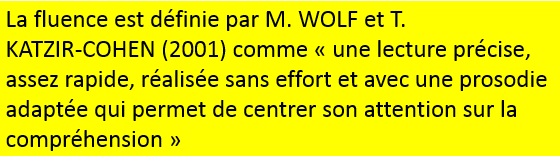 La fluence est définie par M. WOLF et T.
KATZIR-COHEN (2001) comme « une lecture précise,
assez rapide, réalisée sans effort et avec une prosodie
adaptée qui permet de centrer son attention sur la
compréhension »